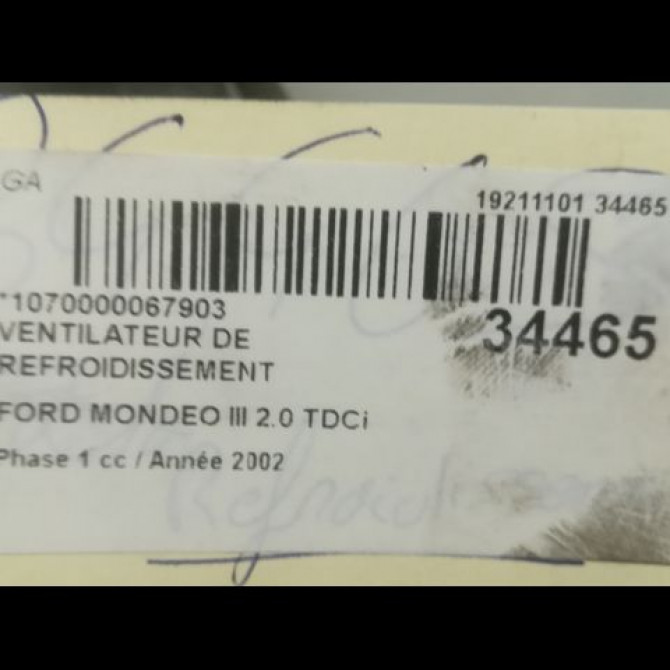 GA
19211101 34465
*1070000067903
34465
VENTILATEUR DE
REFROIDISSEMENT
FORD MONDEO III 2.0 TDCi
Phase 1 cc / Année 2002